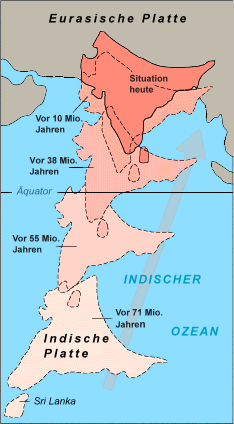 Eurasische Platte
Situation
heute
Vor 10 Mio.
Jahren
Vor 38 Mio.
Jahren
Äquator
Vor 55 Mio.
Jahren
INDISCHER
Vor 71 Mio.
Jahren
OZEAN
Indische
Platte
Sri Lanka